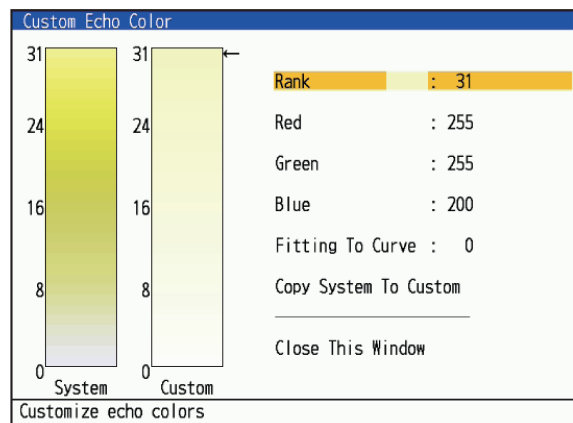 Custom Echo Color
31
24
16
8
0
System
31
24
16
8
0
Custom
←
Rank : 31
Red : 255
Green : 255
Blue : 200
Fitting To Curve : 0
Copy System To Custom
Close This Window
Customize echo colors